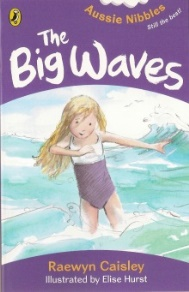 Aussie Nibbles
Still the best!
The
Big Waves
Raewyn Caisley
Illustrated by Elise Hurst